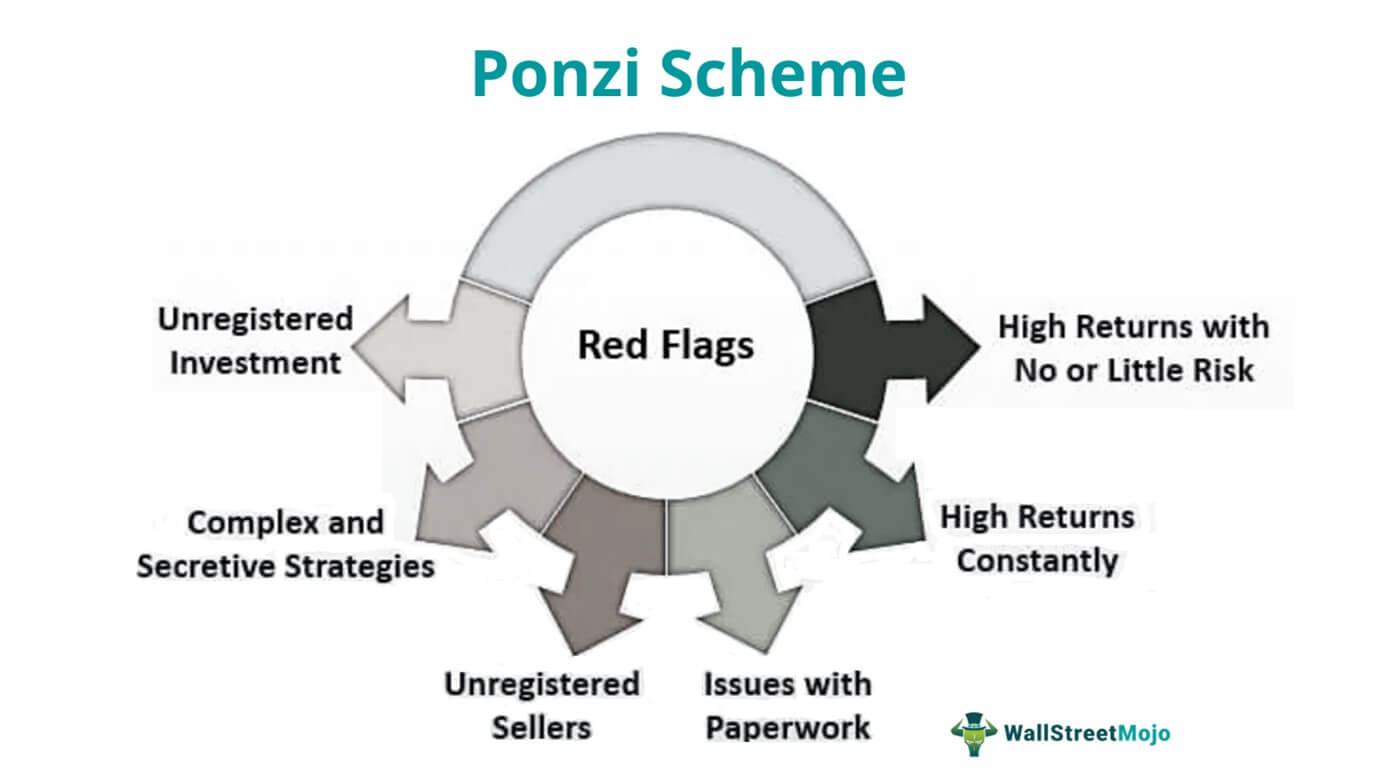 Ponzi Scheme
Red Flags
Unregistered
Investment
High Returns with
No or Little Risk
Complex and
Secretive Strategies
High Returns
Constantly
Unregistered
Sellers
Issues with
Paperwork
WallStreetMojo